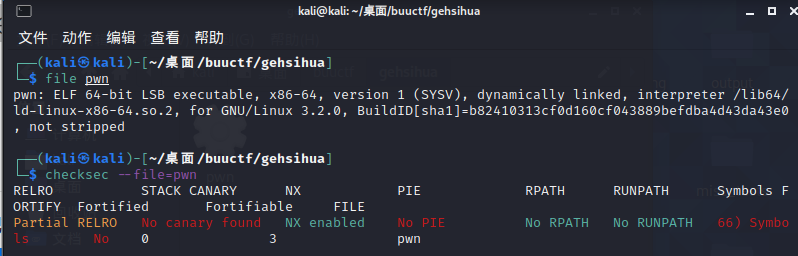 kali@kali: ~/桌面/buuctf/gehsihua
文件 动作 编辑 查看 帮助
(kali㉿kali)-[~/桌面/buuctf/gehsihua]
$ file pwn
pwn: ELF 64-bit LSB executable, x86-64, version 1 (SYSV), dynamically linked, interpreter /lib64/
ld-linux-x86-64.so.2, for GNU/Linux 3.2.0, BuildID[sha1]=b82410313cf0d160cf043889befdba4d43da43e0
, not stripped
(kali㉿kali)-[~/桌面/buuctf/gehsihua]
$ checksec --file=pwn
RELRO STACK CANARY NX PIE RPATH RUNPATH Symbols F
ORTIFY Fortified Fortifiable FILE
Partial RELRO No canary found NX enabled No PIE No RPATH No RUNPATH 66) Symbo
ls No 0 3 pwn